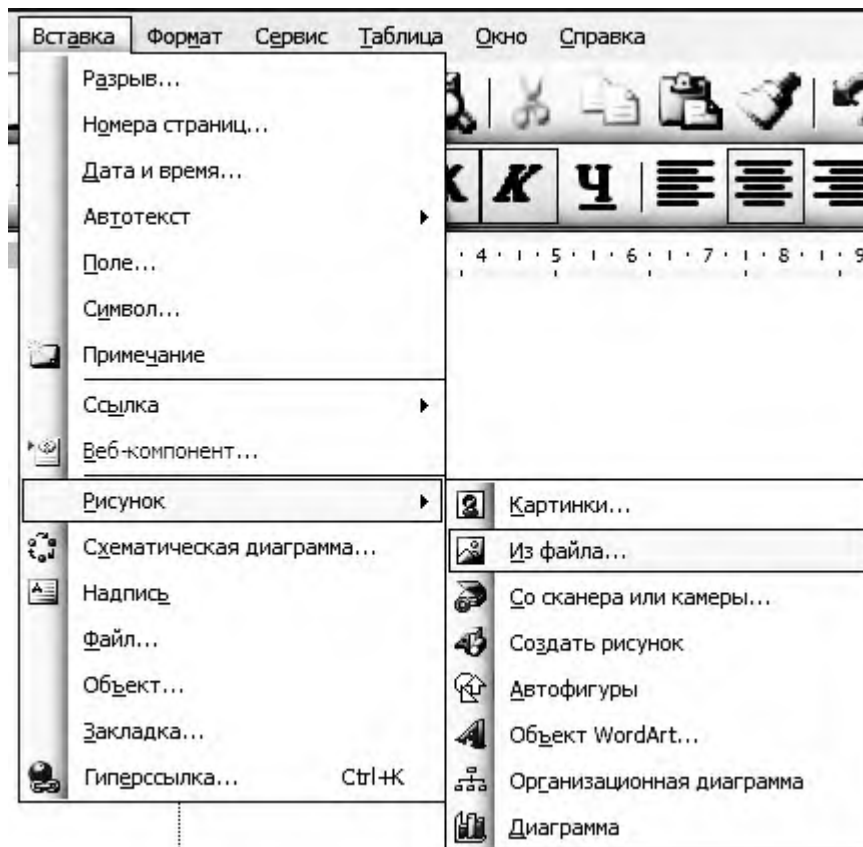 Вставка Формат Сервис Таблица Окно Справка
Разрыв...
Номера страниц...
Дата и время...
К Ч
Автотекст
Поле...
4 5 6 7 8 9
Символ...
Примечание
Ссылка
Веб-компонент...
Рисунок
Картинки...
Схематическая диаграмма...
Из файла...
Надпись
Со сканера или камеры...
Файл...
Создать рисунок
Объект...
Автофигуры
Закладка...
Объект WordArt...
Гиперссылка... Ctrl+K
Организационная диаграмма
Диаграмма